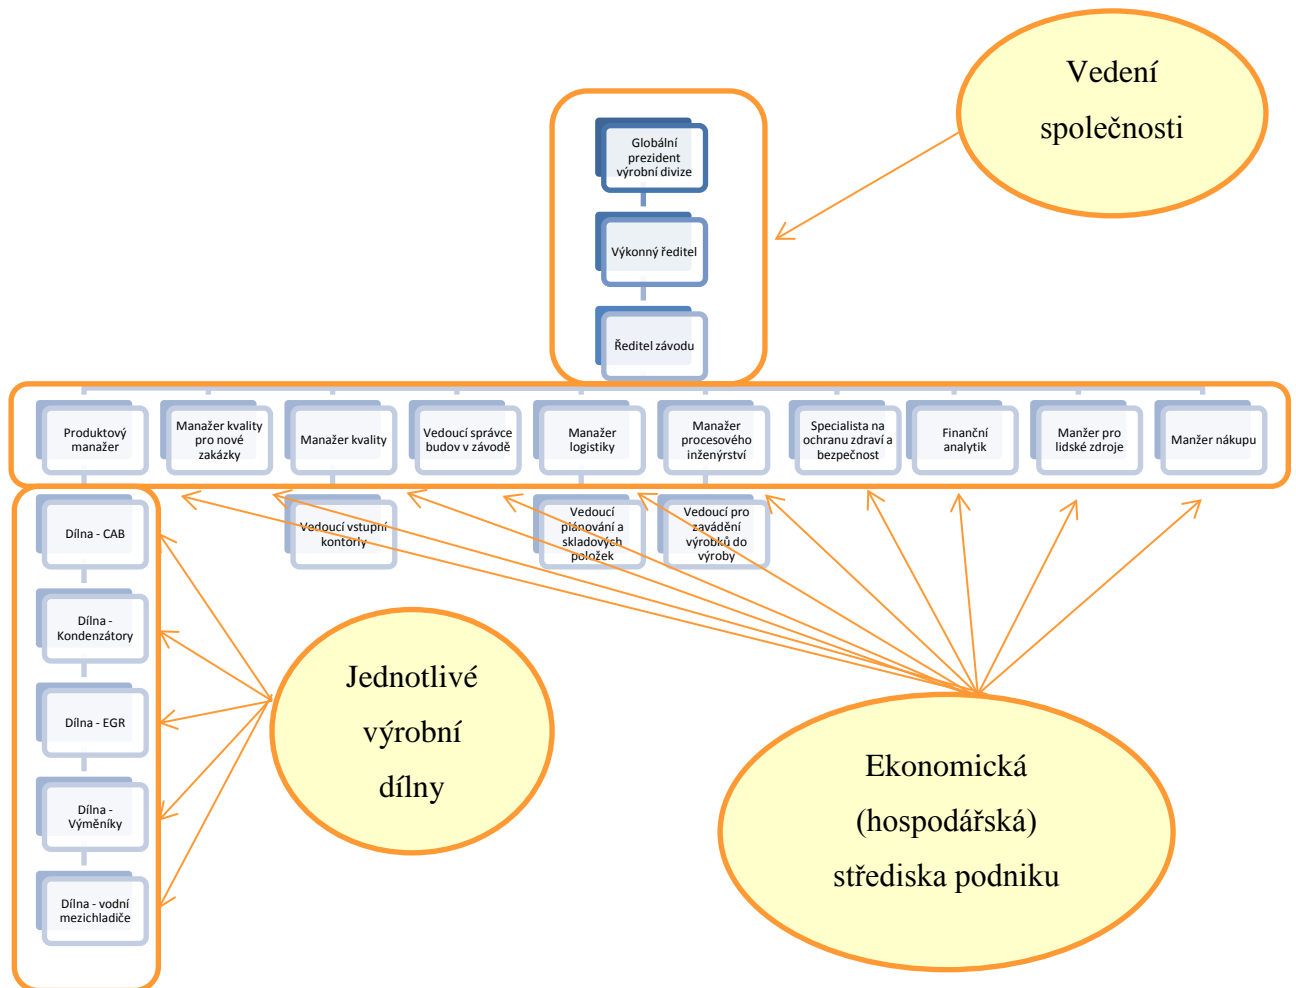 Vedení
společnosti
Globální
prezident
výrobní divize
Výkonný ředitel
Ředitel závodu
Produktový
manažer
Manažer kvality
pro nové
zakázky
Manažer kvality
Vedoucí správce
budov v závodě
Manažer
logistiky
Manažer
procesového
inženýrství
Specialista na
ochranu zdraví a
bezpečnost
Finanční
analytik
Manžer pro
lidské zdroje
Manžer nákupu
Dílna - CAB
Vedoucí vstupní
kontorly
Vedoucí
plánování a
skladových
položek
Vedoucí pro
zavádění
výrobků do
výroby
Dílna -
Kondenzátory
Dílna - EGR
Dílna -
Výměníky
Dílna - vodní
mezichladiče
Jednotlivé
výrobní
dílny
Ekonomická
(hospodářská)
střediska podniku